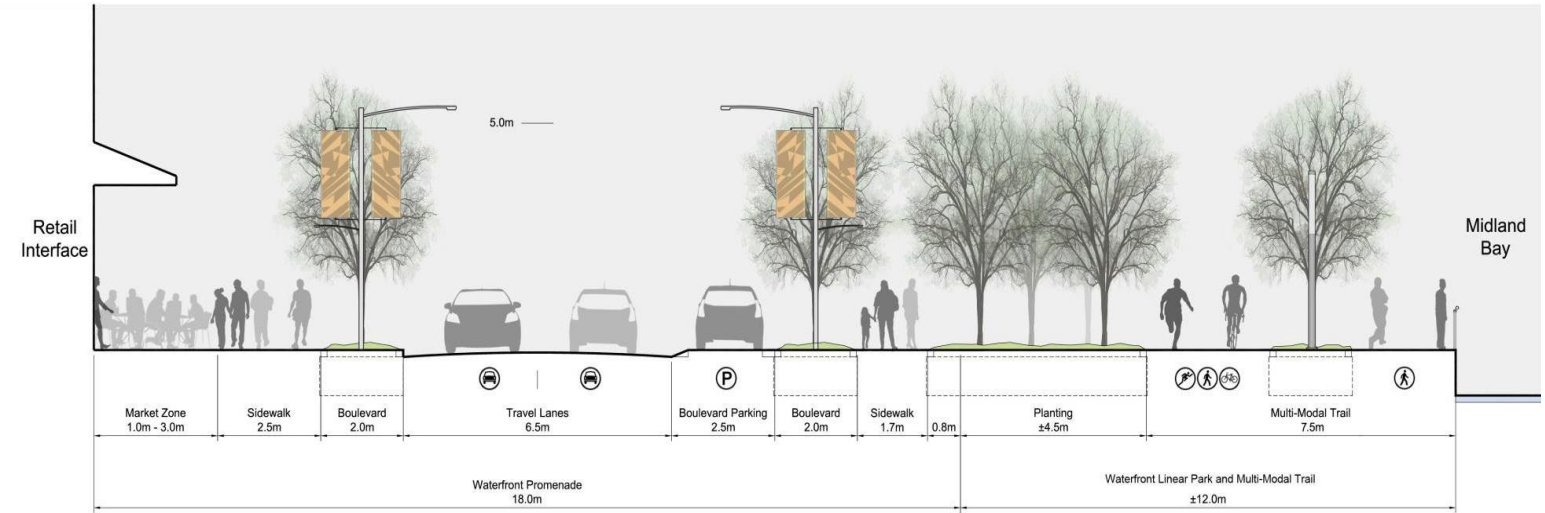 5.0m
Retail
Interface
Midland
Bay
P
Market Zone
1.0m - 3.0m
Sidewalk
2.5m
Boulevard
2.0m
Travel Lanes
6.5m
Boulevard Parking
2.5m
Boulevard
2.0m
Sidewalk
1.7m
0.8m
Planting
±4.5m
Multi-Modal Trail
7.5m
Waterfront Promenade
18.0m
Waterfront Linear Park and Multi-Modal Trail
±12.0m